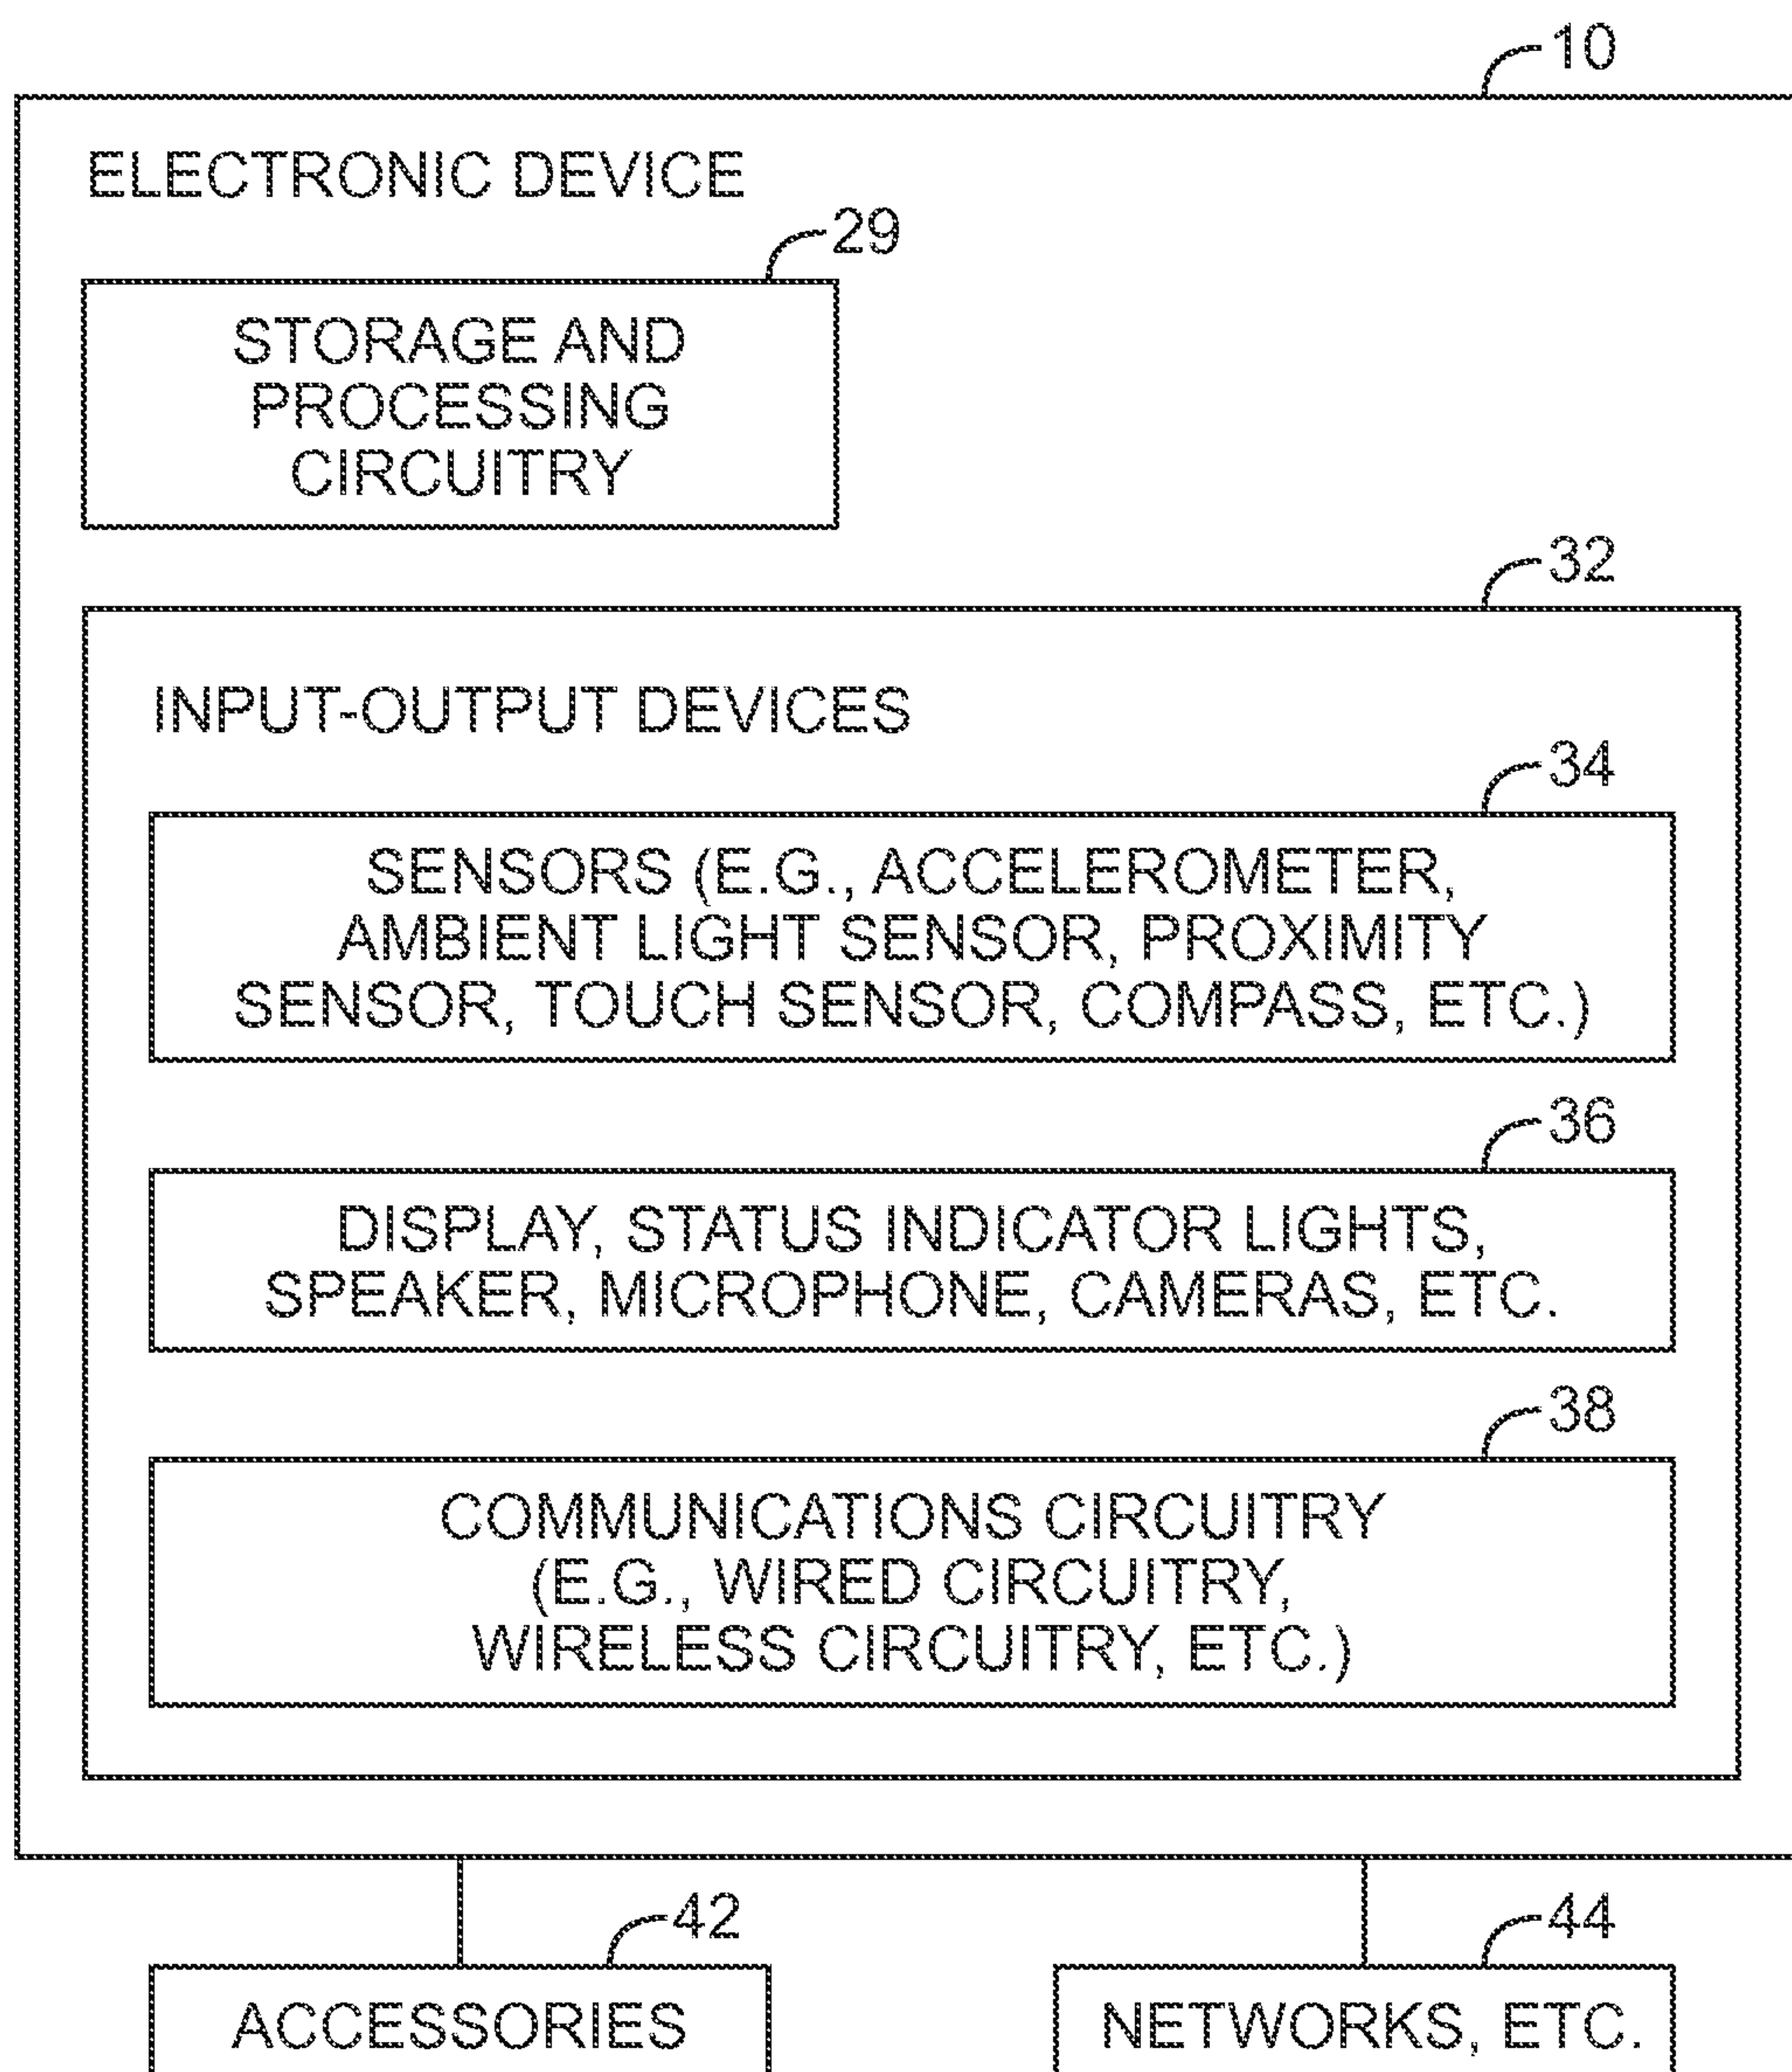 10
ELECTRONIC DEVICE
29
STORAGE AND
PROCESSING
CIRCUITRY
32
INPUT-OUTPUT DEVICES
34
SENSORS (E.G., ACCELEROMETER,
AMBIENT LIGHT SENSOR, PROXIMITY
SENSOR, TOUCH SENSOR, COMPASS, ETC.)
36
DISPLAY, STATUS INDICATOR LIGHTS,
SPEAKER, MICROPHONE, CAMERAS, ETC.
38
COMMUNICATIONS CIRCUITRY
(E.G., WIRED CIRCUITRY,
WIRELESS CIRCUITRY, ETC.)
42
ACCESSORIES
44
NETWORKS, ETC.